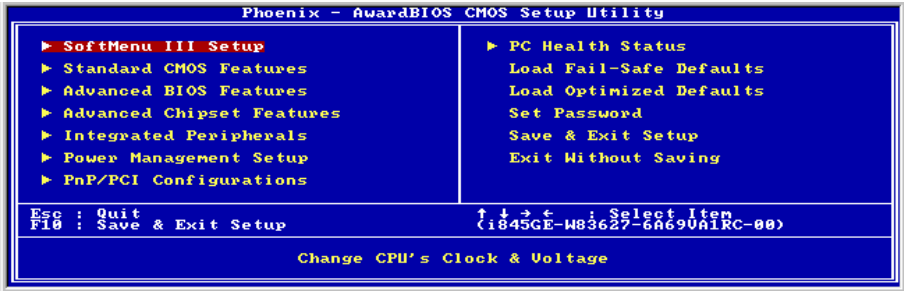 Phoenix - AwardBIOS CMOS Setup Utility
SoftMenu III Setup
Standard CMOS Features
Advanced BIOS Features
Advanced Chipset Features
Integrated Peripherals
Power Management Setup
PnP/PCI Configurations
PC Health Status
Load Fail-Safe Defaults
Load Optimized Defaults
Set Password
Save & Exit Setup
Exit Without Saving
Esc : Quit
F10 : Save & Exit Setup
↑ ↓ → ← : Select Item
(i845GE-W83627-6A69VA1RC-00)
Change CPU's Clock & Voltage